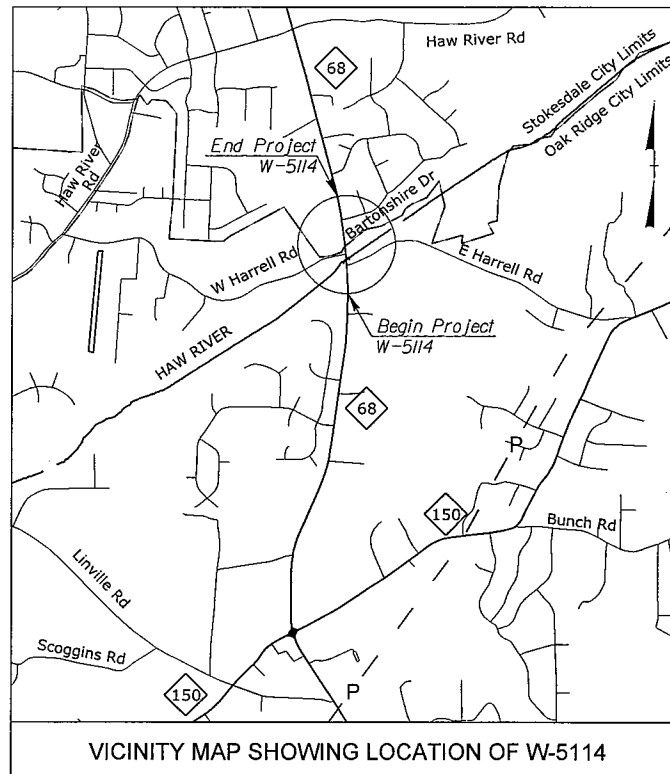 Haw River Rd
68
Stokesdale City Limits
Oak Ridge City Limits
End Project
W-5114
Haw River
Rd
Bartonshire Dr
W Harrell Rd
E Harrell Rd
Begin Project
W-5114
HAW RIVER
68
P
150
Bunch Rd
Linville Rd
Scoggins Rd
150
P
VICINITY MAP SHOWING LOCATION OF W-5114